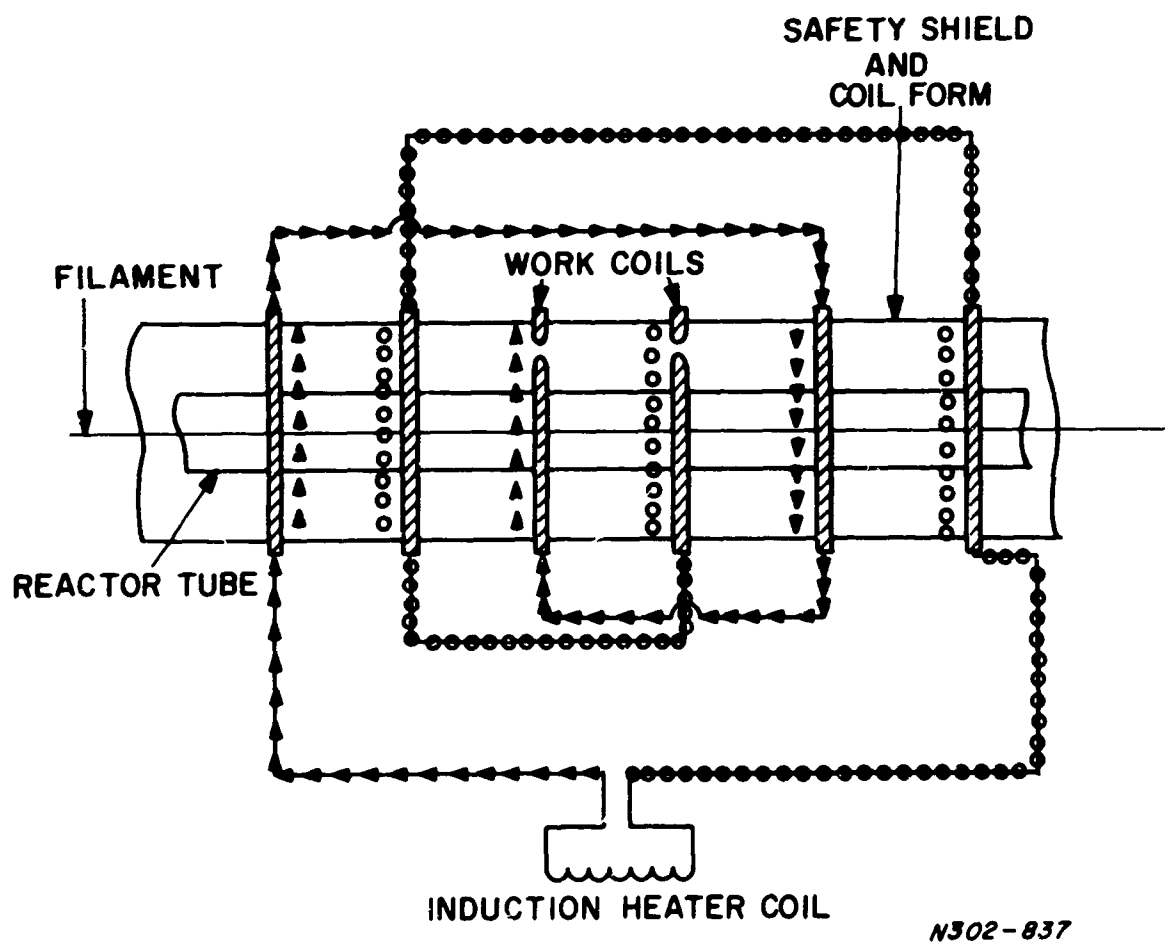 SAFETY SHIELD
AND
COIL FORM
FILAMENT
WORK COILS
REACTOR TUBE
INDUCTION HEATER COIL
N302-837